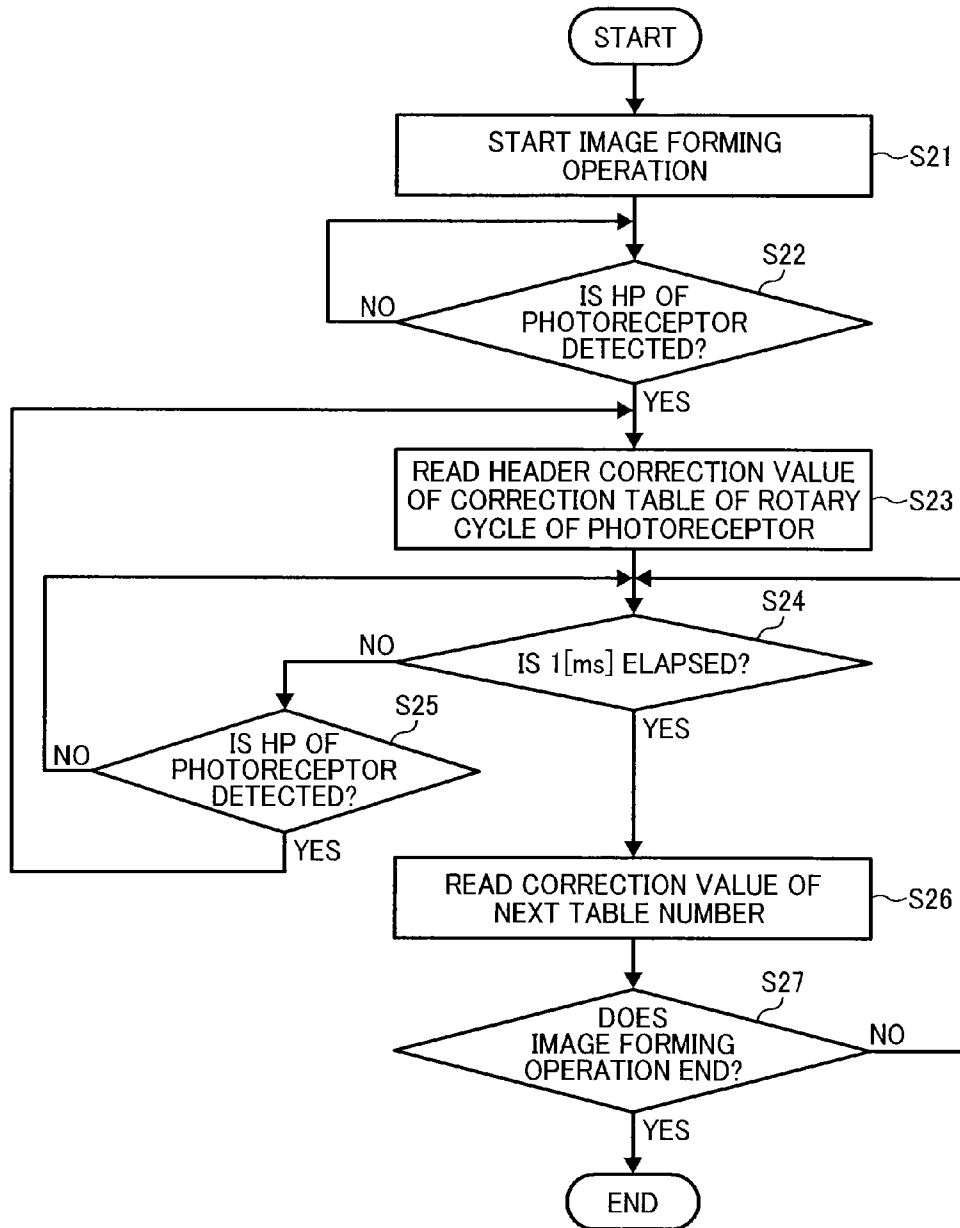 START
START IMAGE FORMING
OPERATION
S21
S22
IS HP OF
PHOTORECEPTOR
DETECTED?
NO
YES
READ HEADER CORRECTION VALUE
OF CORRECTION TABLE OF ROTARY
CYCLE OF PHOTORECEPTOR
S23
S24
NO
IS 1[ms] ELAPSED?
YES
S25
NO
IS HP OF
PHOTORECEPTOR
DETECTED?
YES
READ CORRECTION VALUE OF
NEXT TABLE NUMBER
S26
S27
DOES
IMAGE FORMING
OPERATION END?
NO
YES
END